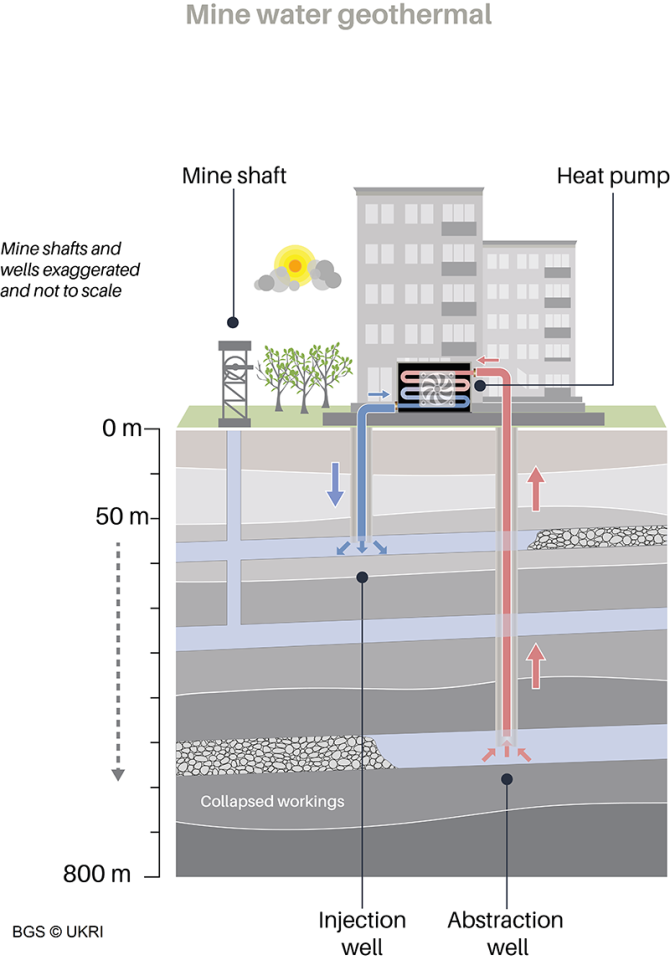 Mine water geothermal
Mine shaft
Heat pump
Mine shafts and
wells exaggerated
and not to scale
0 m
50 m
Collapsed workings
800 m
Injection
well
Abstraction
well
BGS © UKRI